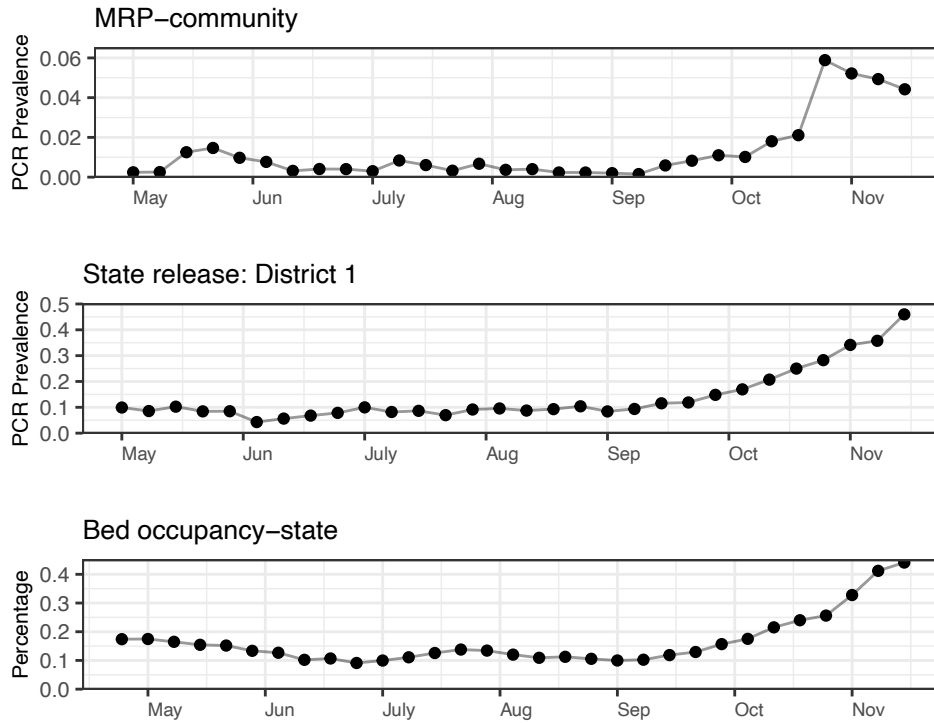 MRP−community
PCR Prevalence
0.06
0.04
0.02
0.00
May Jun July Aug Sep Oct Nov
State release: District 1
PCR Prevalence
0.5
0.4
0.3
0.2
0.1
0.0
May Jun July Aug Sep Oct Nov
Bed occupancy−state
Percentage
0.4
0.3
0.2
0.1
0.0
May Jun July Aug Sep Oct Nov